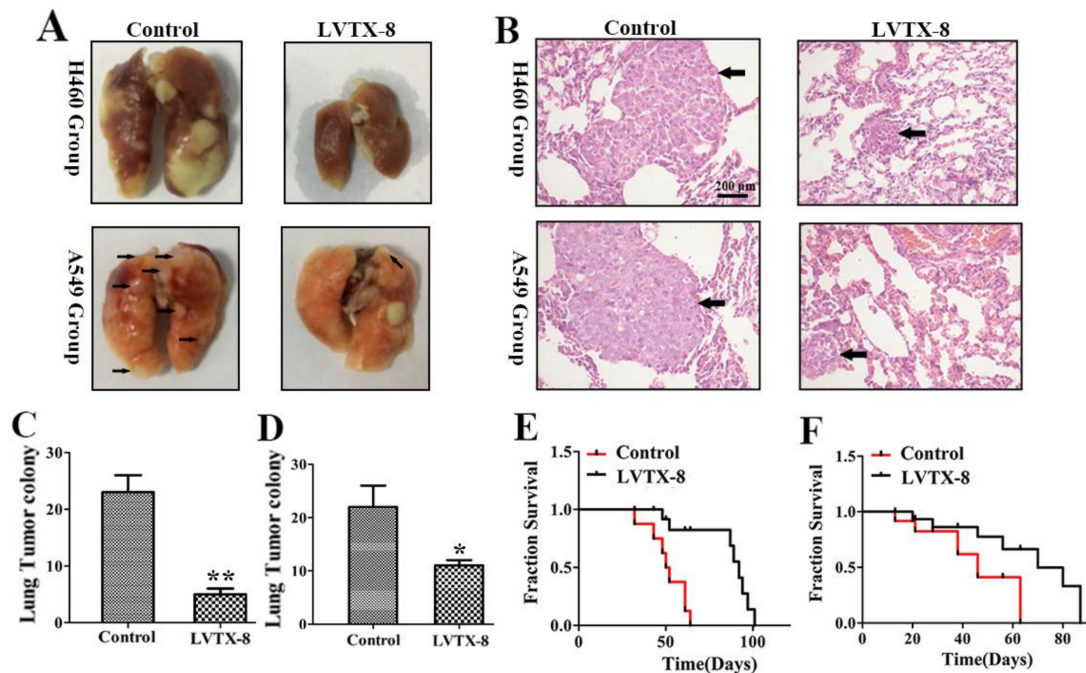 A
Control
LVTX-8
H460 Group
A549 Group
B
Control
LVTX-8
H460 Group
200 μm
A549 Group
C
Lung Tumor colony
30
20
10
0
**
Control
LVTX-8
D
Lung Tumor colony
30
20
10
0
*
Control
LVTX-8
E
Control
LVTX-8
Fraction Survival
1.5
1.0
0.5
0.0
0
50
100
Time(Days)
F
Control
LVTX-8
Fraction Survival
1.5
1.0
0.5
0.0
0
20
40
60
80
Time(Days)